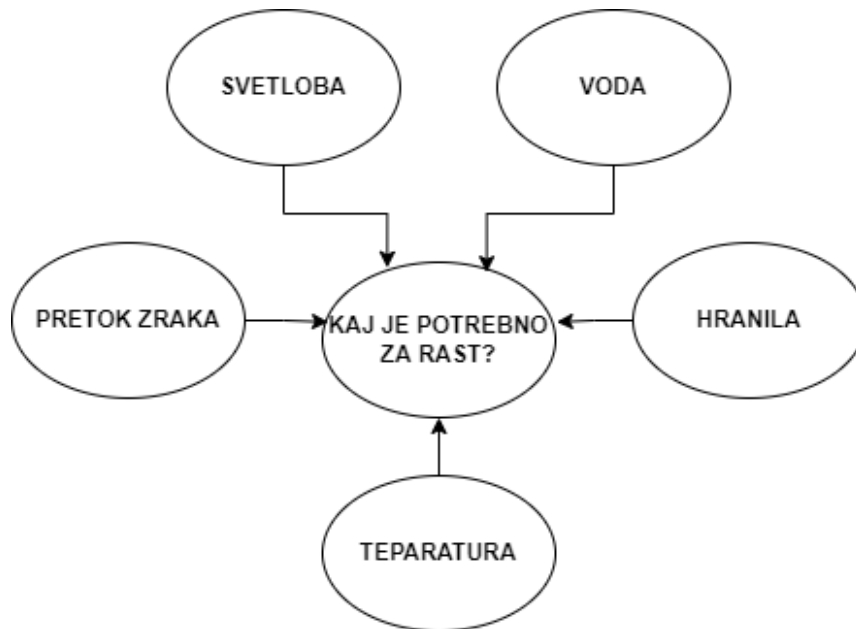 SVETLOBA
VODA
PRETOK ZRAKA
KAJ JE POTREBNO
ZA RAST?
HRANILA
TEPARATURA